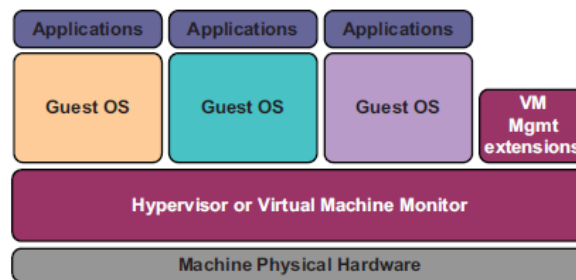 Applications Applications Applications
Guest OS Guest OS Guest OS
VM
Mgmt
extensions
Hypervisor or Virtual Machine Monitor
Machine Physical Hardware